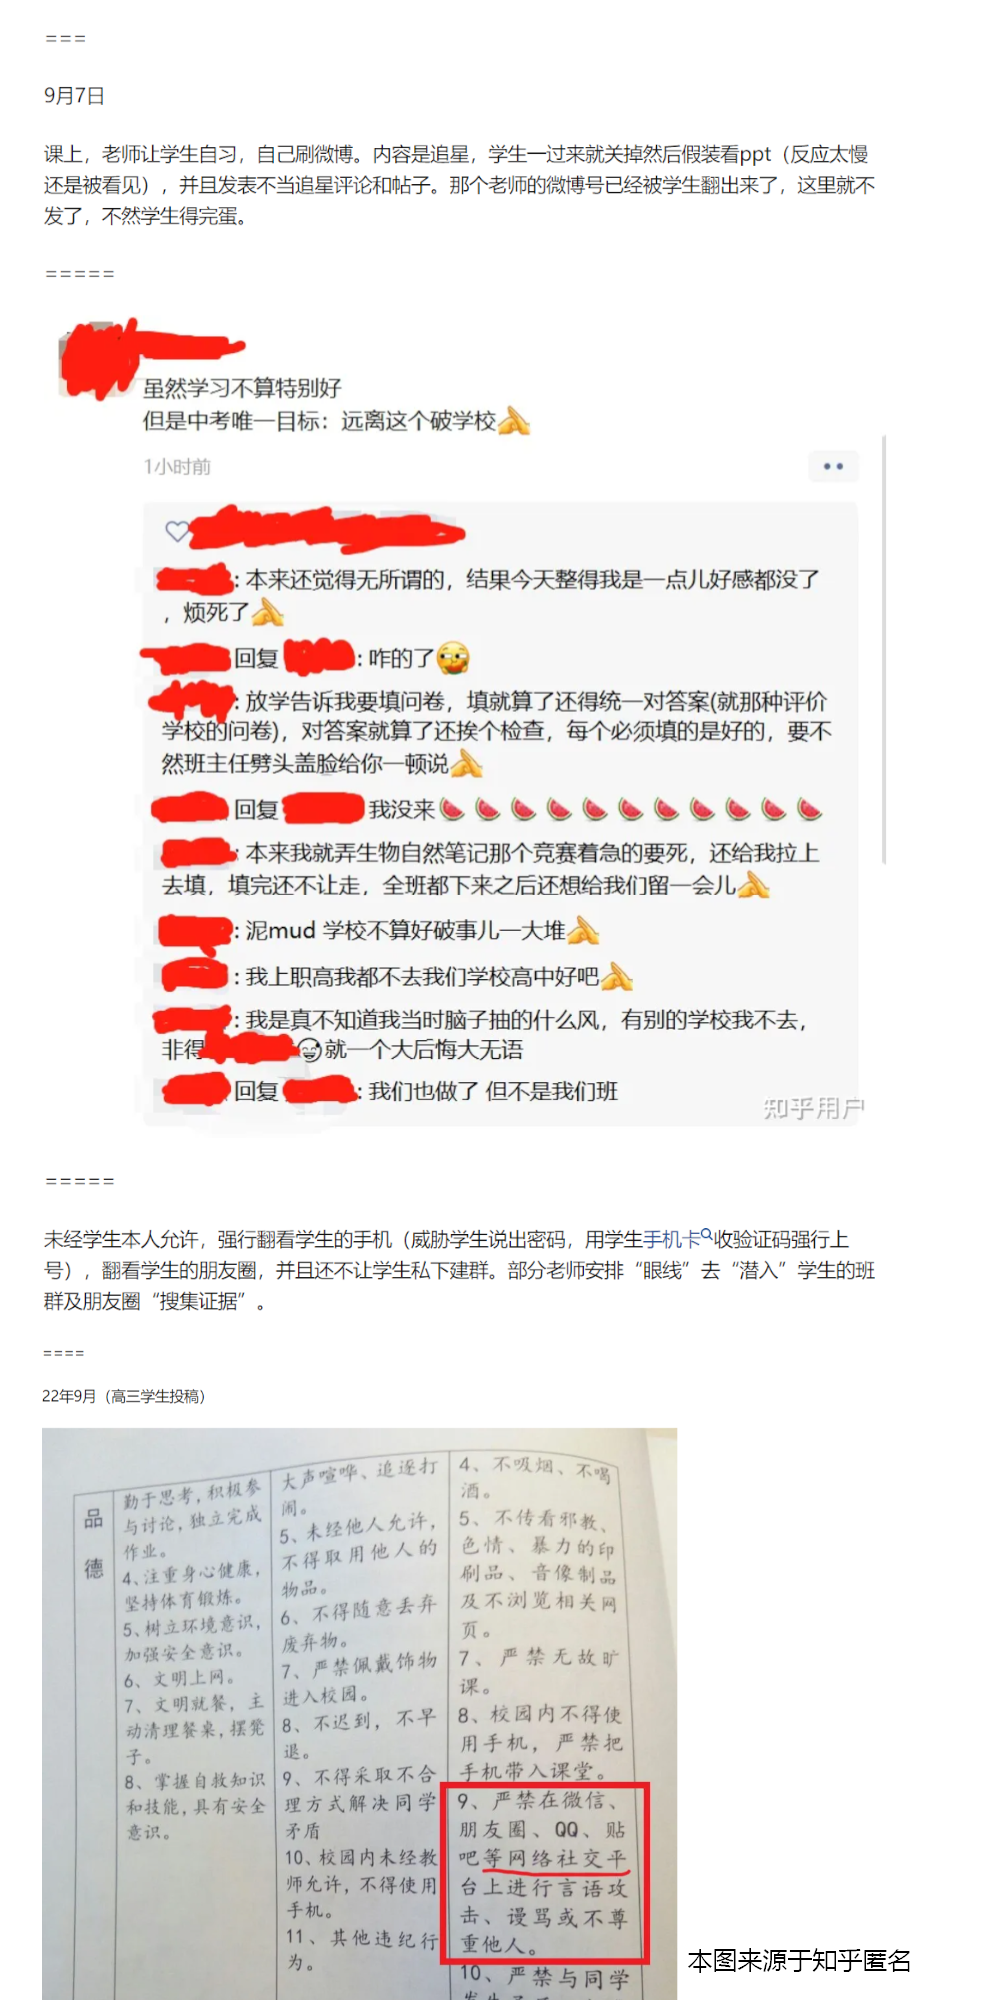 ===
9月7日
课上，老师让学生自习，自己刷微博。内容是追星，学生一过来就关掉然后假装看ppt（反应太慢
还是被看见），并且发表不当追星评论和帖子。那个老师的微博号已经被学生翻出来了，这里就不
发了，不然学生得完蛋。
=====
虽然学习不算特别好
但是中考唯一目标：远离这个破学校
1小时前
: 本来还觉得无所谓的，结果今天整得我是一点儿好感都没了
，烦死了
回复 : 咋的了
: 放学告诉我要填问卷，填就算了还得统一对答案(就那种评价
学校的问卷)，对答案就算了还挨个检查，每个必须填的是好的，要不
然班主任劈头盖脸给你一顿说
回复 我没来🍉🍉🍉🍉🍉🍉🍉🍉🍉🍉🍉
: 本来我就弄生物自然笔记那个竞赛着急的要死，还给我拉上
去填，填完还不让走，全班都下来之后还想给我们留一会儿
: 泥mud 学校不算好破事儿一大堆
: 我上职高我都不去我们学校高中好吧
: 我是真不知道我当时脑子抽的什么风，有别的学校我不去，
非得 就一个大后悔大无语
回复 : 我们也做了 但不是我们班
知乎用户
=====
未经学生本人允许，强行翻看学生的手机（威胁学生说出密码，用学生手机卡收验证码强行上
号），翻看学生的朋友圈，并且还不让学生私下建群。部分老师安排“眼线”去“潜入”学生的班
群及朋友圈“搜集证据”。
====
22年9月（高三学生投稿）
品
德
勤于思考，积极参
与讨论，独立完成
作业。
4、注重身心健康，
坚持体育锻炼。
5、树立环境意识，
加强安全意识。
6、文明上网。
7、文明就餐，主
动清理餐桌，摆凳
子。
8、掌握自救知识
和技能，具有安全
意识。
大声喧哗、追逐打
闹。
5、未经他人允许，
不得取用他人的
物品。
6、不得随意丢弃
废弃物。
7、严禁佩戴饰物
进入校园。
8、不迟到，不早
退。
9、不得采取不合
理方式解决同学
矛盾
10、校园内未经教
师允许，不得使用
手机。
11、其他违纪行
为。
4、不吸烟、不喝
酒。
5、不传看邪教、
色情、暴力的印
刷品、音像制品
及不浏览相关网
页。
7、严禁无故旷
课。
8、校园内不得使
用手机，严禁把
手机带入课堂。
9、严禁在微信、
朋友圈、QQ、贴
吧等网络社交平
台上进行言语攻
击、谩骂或不尊
重他人。
10、严禁与同学
本图来源于知乎匿名